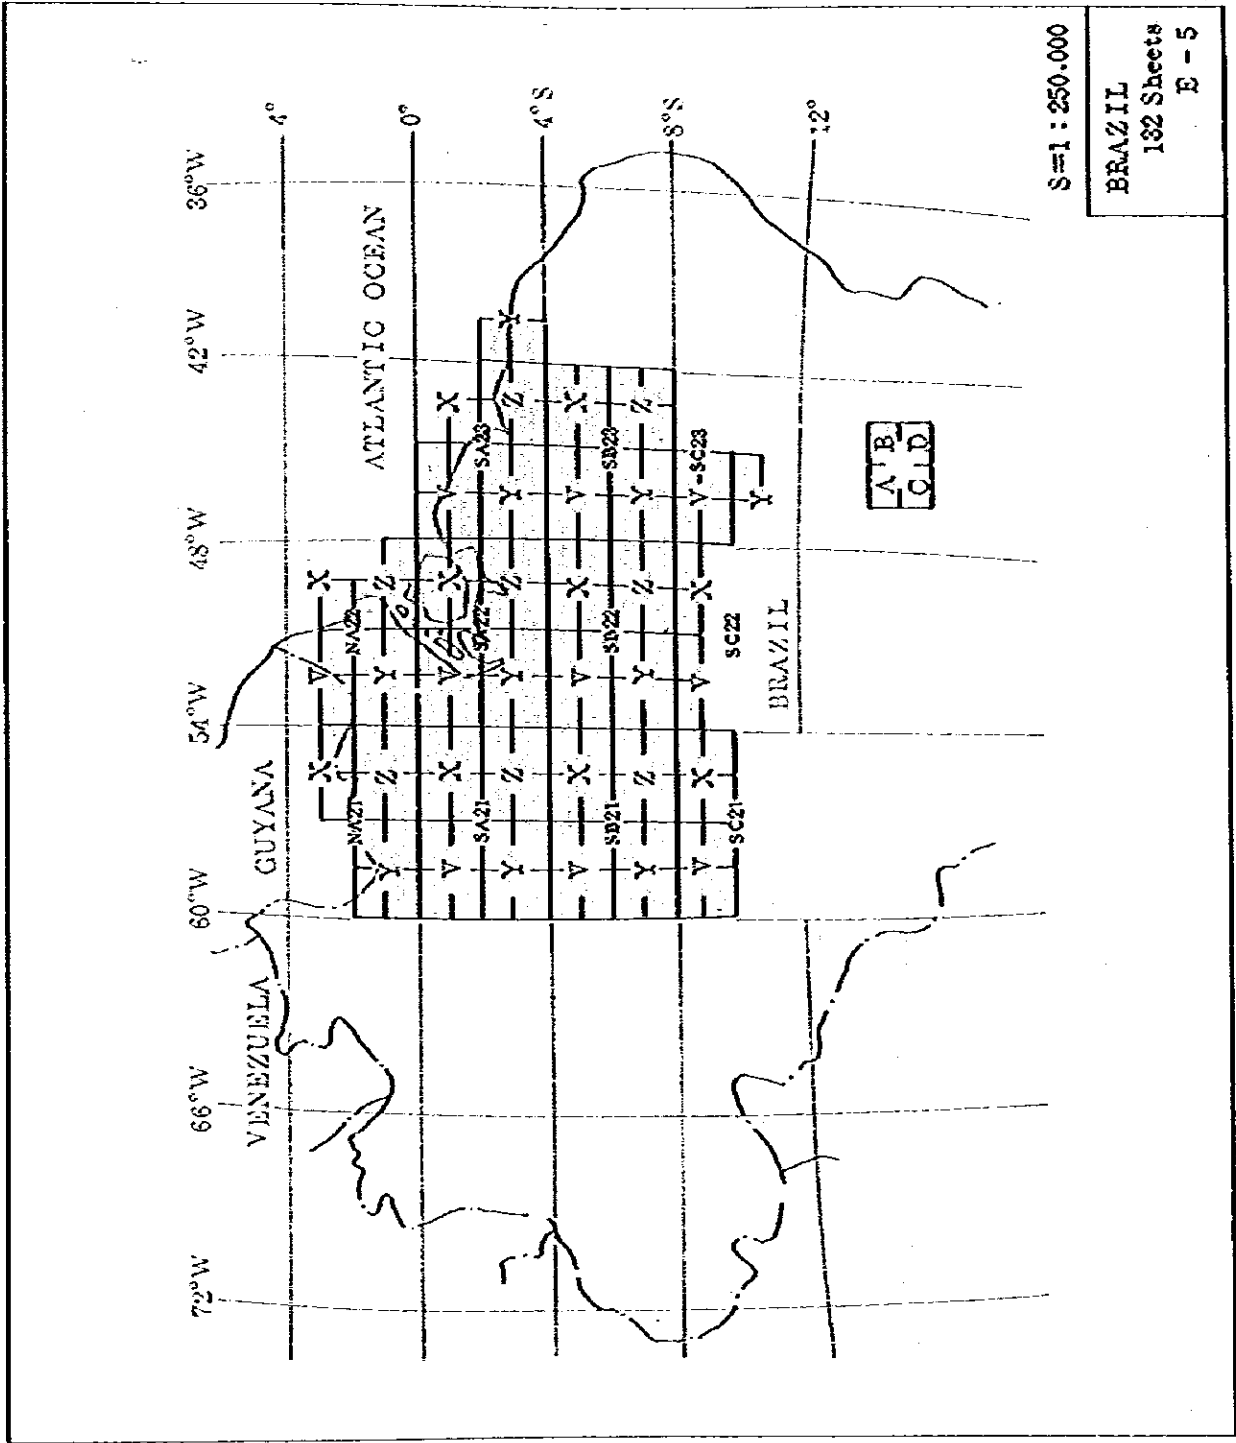 72°W 66°W 60°W 54°W 48°W 42°W 36°W
VENEZUELA GUYANA
4°
X V X
NA21 NA22
ATLANTIC OCEAN
Y Z Y Z
0°
V X V X V X
SA21 SA22 SA23
Y Z Y Z Y Z Y
4°S
V X V X V X
SB21 SB22 SB23
Y Z Y Z Y Z
8°S
V X V X V SC23
SC21 SC22
Y
BRAZIL
12°
A B
C D
S=1 : 250.000
BRAZIL
132 Sheets
E - 5